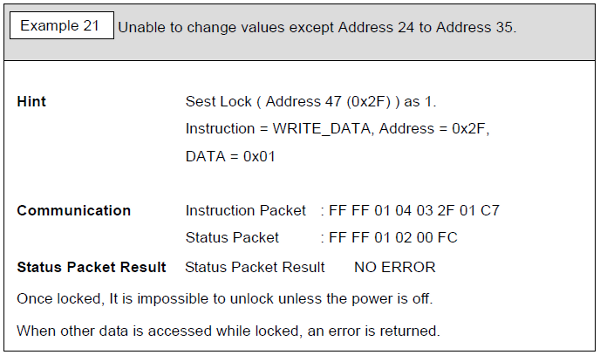 Example 21 Unable to change values except Address 24 to Address 35.
Hint Sest Lock ( Address 47 (0x2F) ) as 1.
Instruction = WRITE_DATA, Address = 0x2F,
DATA = 0x01
Communication Instruction Packet : FF FF 01 04 03 2F 01 C7
Status Packet : FF FF 01 02 00 FC
Status Packet Result Status Packet Result NO ERROR
Once locked, It is impossible to unlock unless the power is off.
When other data is accessed while locked, an error is returned.